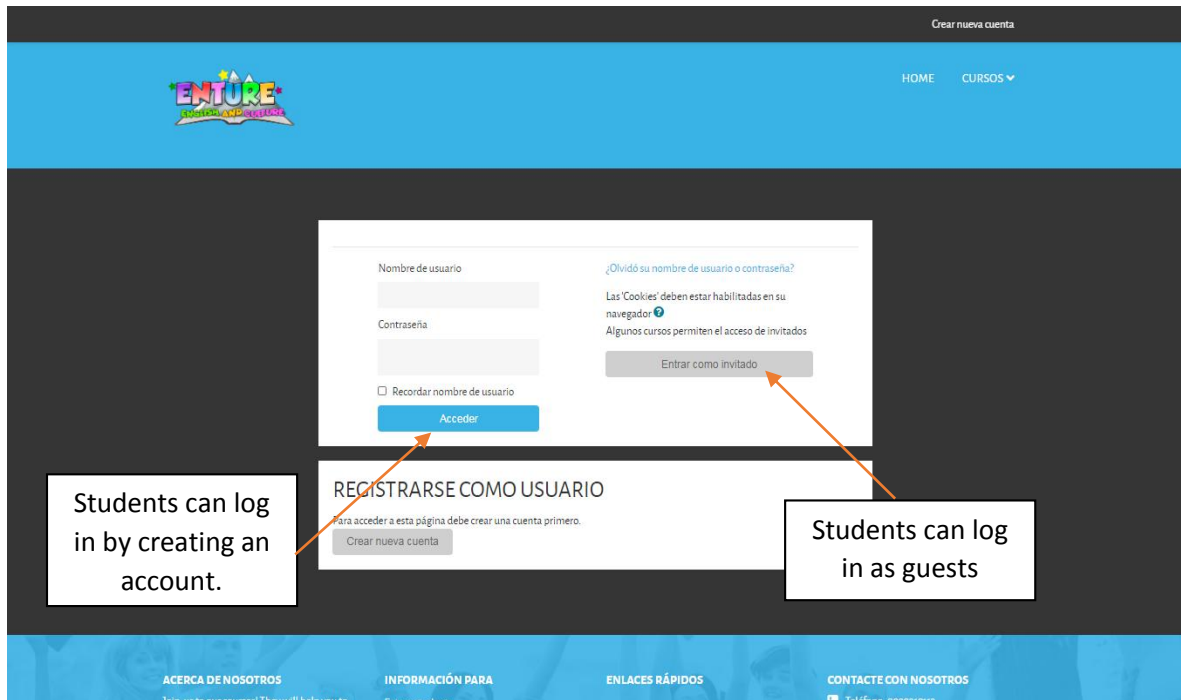 Crear nueva cuenta
ENTURE
ENGLISH AND CULTURE
HOME CURSOS
Nombre de usuario
Contraseña
Recordar nombre de usuario
Acceder
¿Olvidó su nombre de usuario o contraseña?
Las 'Cookies' deben estar habilitadas en su
navegador
Algunos cursos permiten el acceso de invitados
Entrar como invitado
REGISTRARSE COMO USUARIO
Para acceder a esta página debe crear una cuenta primero.
Crear nueva cuenta
Students can log
in by creating an
account.
Students can log
in as guests
ACERCA DE NOSOTROS
INFORMACIÓN PARA
ENLACES RÁPIDOS
CONTACTE CON NOSOTROS